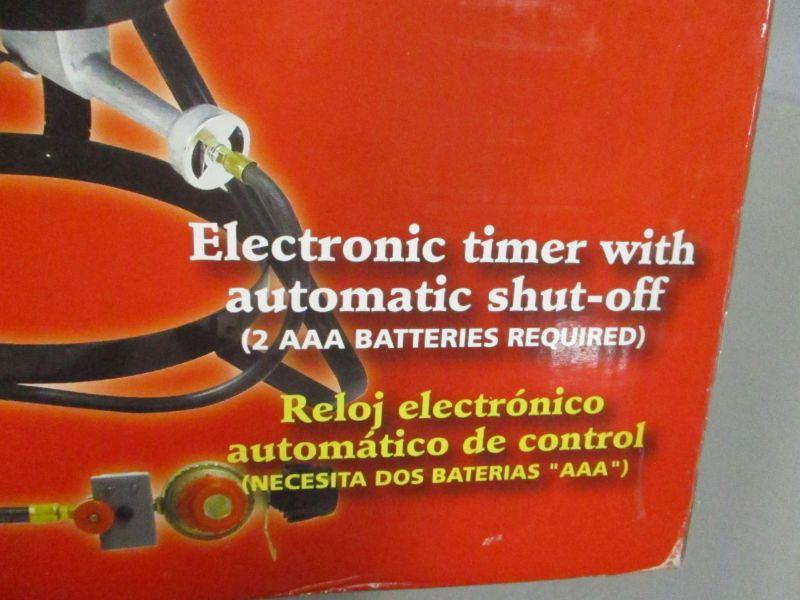 Electronic timer with
automatic shut-off
(2 AAA BATTERIES REQUIRED)
Reloj electrónico
automático de control
(NECESITA DOS BATERIAS "AAA")